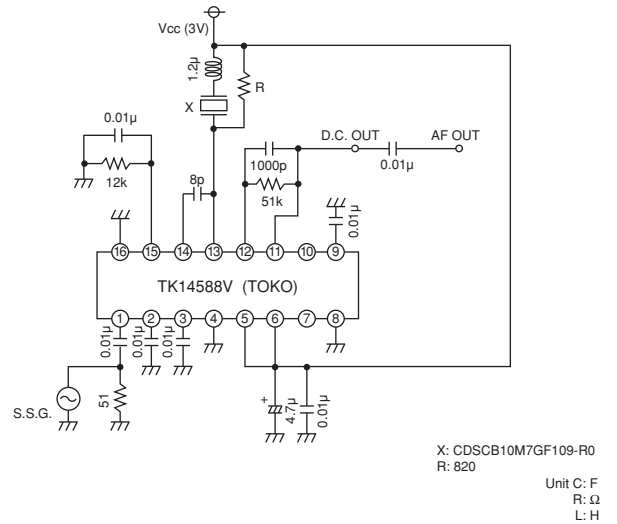 Vcc (3V)
1.2μ
R
X
0.01μ
12k
8p
1000p
51k
D.C. OUT
0.01μ
AF OUT
0.01μ
16 15 14 13 12 11 10 9
TK14588V (TOKO)
1 2 3 4 5 6 7 8
0.01μ
0.01μ
0.01μ
S.S.G.
51
+
4.7μ
0.01μ
X: CDSCB10M7GF109-R0
R: 820
Unit C: F
R: Ω
L: H